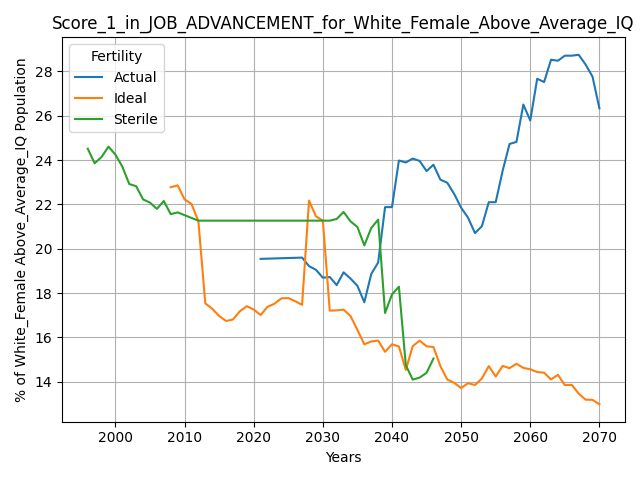 Score_1_in_JOB_ADVANCEMENT_for_White_Female_Above_Average_IQ
Fertility
Actual
Ideal
Sterile
% of White_Female Above_Average_IQ Population
28
26
24
22
20
18
16
14
2000
2010
2020
2030
2040
2050
2060
2070
Years